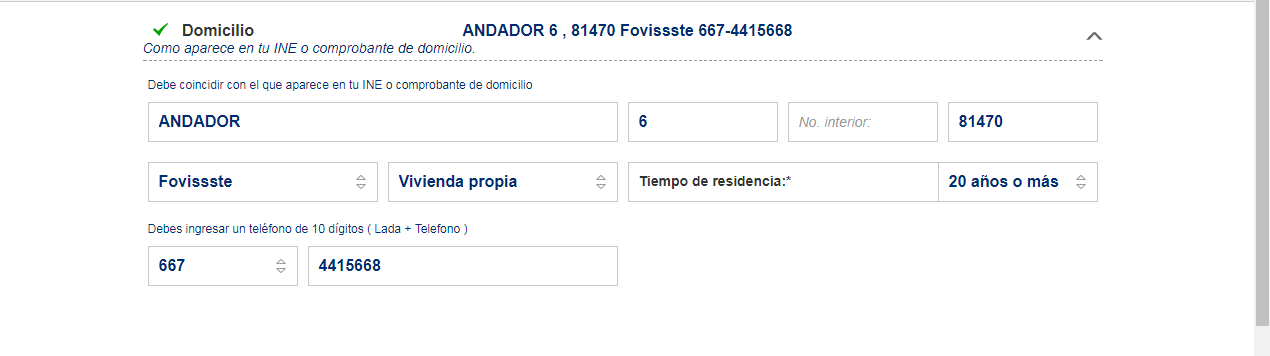 Domicilio ANDADOR 6 , 81470 Fovissste 667-4415668
Como aparece en tu INE o comprobante de domicilio.
Debe coincidir con el que aparece en tu INE o comprobante de domicilio
ANDADOR 6 No. interior: 81470
Fovissste Vivienda propia Tiempo de residencia:* 20 años o más
Debes ingresar un teléfono de 10 dígitos ( Lada + Telefono )
667 4415668